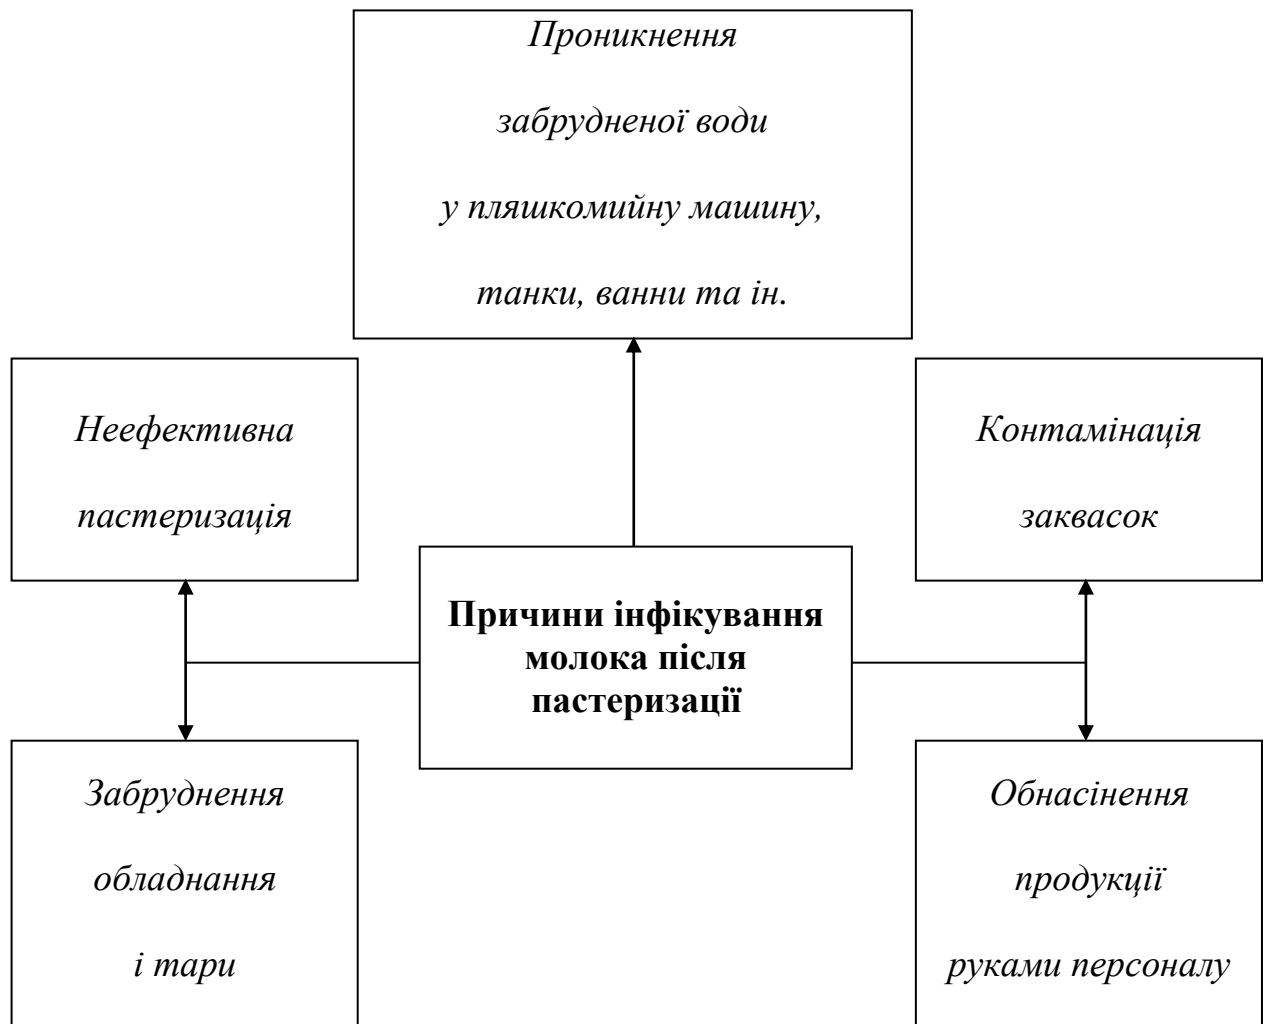 Проникнення
забрудненої води
у пляшкомийну машину,
танки, ванни та ін.
Неефективна
пастеризація
Контамінація
заквасок
Причини інфікування
молока після
пастеризації
Забруднення
обладнання
і тари
Обнасінення
продукції
руками персоналу